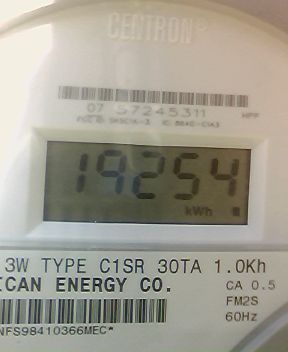 CENTRON®
07 57245311 HPP
19254
kWh
3W TYPE C1SR 30TA 1.0Kh
ICAN ENERGY CO. CA 0.5
FM2S
NFS98410366MEC* 60Hz